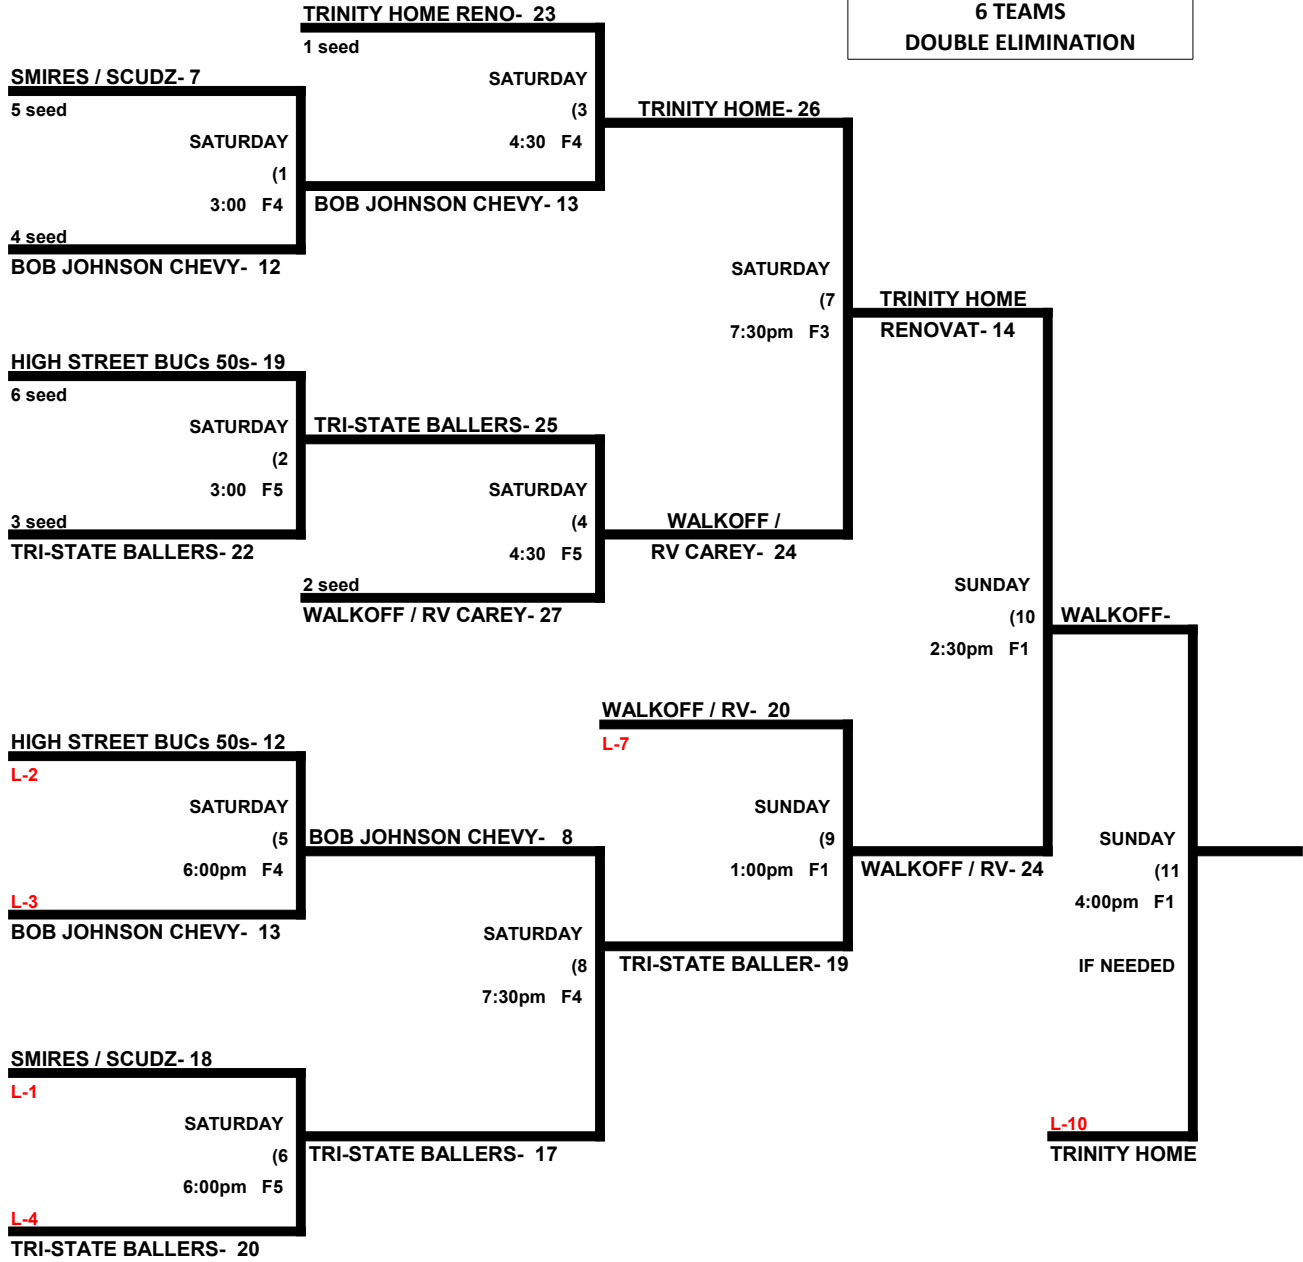 TRINITY HOME RENO- 23
1 seed
6 TEAMS
DOUBLE ELIMINATION
SMIRES / SCUDZ- 7
5 seed
SATURDAY
(1
3:00 F4
4 seed
BOB JOHNSON CHEVY- 12
SATURDAY
(3
4:30 F4
BOB JOHNSON CHEVY- 13
TRINITY HOME- 26
SATURDAY
(7
7:30pm F3
TRINITY HOME
RENOVAT- 14
HIGH STREET BUCs 50s- 19
6 seed
SATURDAY
(2
3:00 F5
3 seed
TRI-STATE BALLERS- 22
TRI-STATE BALLERS- 25
SATURDAY
(4
4:30 F5
2 seed
WALKOFF / RV CAREY- 27
WALKOFF /
RV CAREY- 24
SUNDAY
(10
2:30pm F1
WALKOFF-
WALKOFF / RV- 20
L-7
HIGH STREET BUCs 50s- 12
L-2
SATURDAY
(5
6:00pm F4
L-3
BOB JOHNSON CHEVY- 13
BOB JOHNSON CHEVY- 8
SUNDAY
(9
1:00pm F1
WALKOFF / RV- 24
SUNDAY
(11
4:00pm F1
IF NEEDED
SATURDAY
(8
7:30pm F4
TRI-STATE BALLER- 19
SMIRES / SCUDZ- 18
L-1
SATURDAY
(6
6:00pm F5
L-4
TRI-STATE BALLERS- 20
TRI-STATE BALLERS- 17
L-10
TRINITY HOME